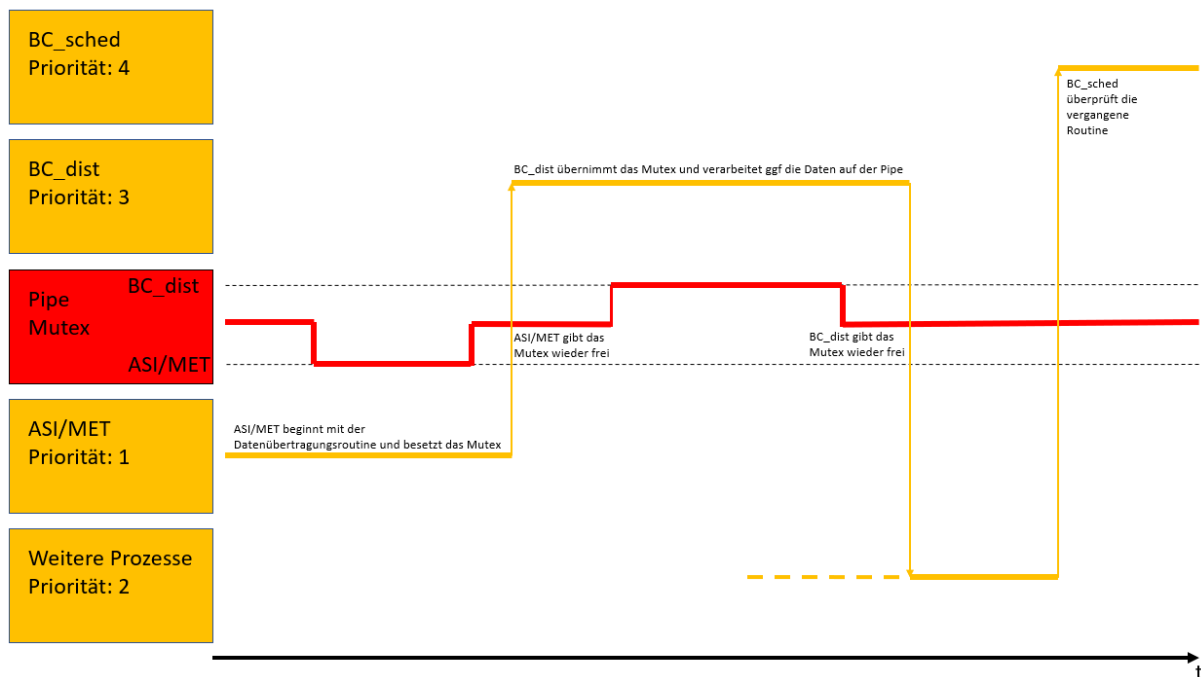 BC_sched
Priorität: 4
BC_sched
überprüft die
vergangene
Routine
BC_dist
Priorität: 3
BC_dist übernimmt das Mutex und verarbeitet ggf die Daten auf der Pipe
BC_dist
Pipe
Mutex
ASI/MET
ASI/MET gibt das
Mutex wieder frei
BC_dist gibt das
Mutex wieder frei
ASI/MET
Priorität: 1
ASI/MET beginnt mit der
Datenübertragungsroutine und besetzt das Mutex
Weitere Prozesse
Priorität: 2
t